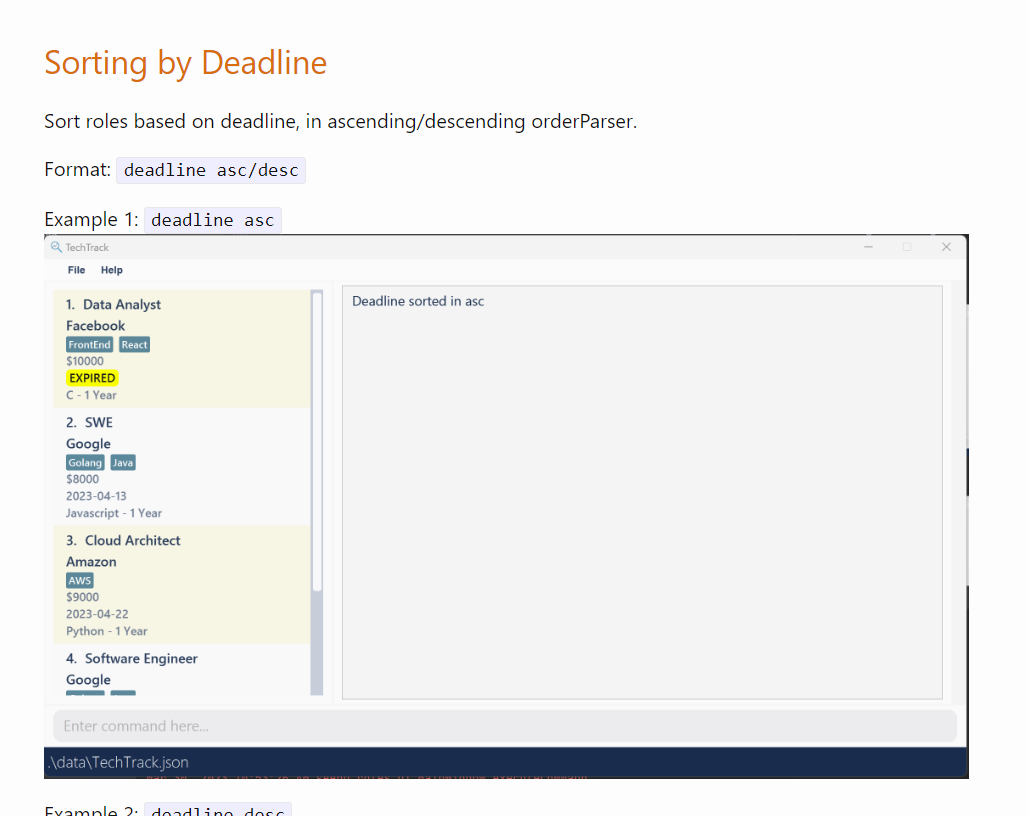 Sorting by Deadline
Sort roles based on deadline, in ascending/descending orderParser.
Format: deadline asc/desc
Example 1: deadline asc
TechTrack
File Help
1. Data Analyst
Facebook
FrontEnd React
$10000
EXPIRED
C - 1 Year
2. SWE
Google
Golang Java
$8000
2023-04-13
Javascript - 1 Year
3. Cloud Architect
Amazon
AWS
$9000
2023-04-22
Python - 1 Year
4. Software Engineer
Google
Deadline sorted in asc
Enter command here...
.\data\TechTrack.json
Example 2: deadline desc